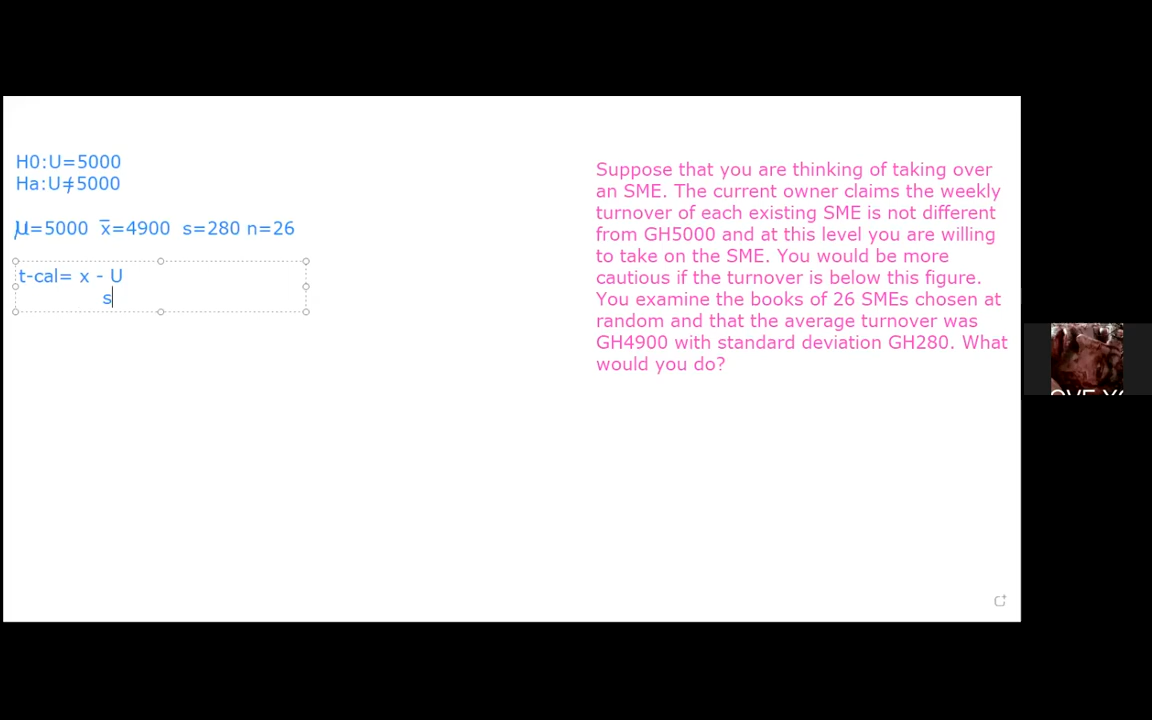 H0:U=5000
Ha:U≠5000
μ=5000 x̅=4900 s=280 n=26
t-cal= x - U
s
Suppose that you are thinking of taking over
an SME. The current owner claims the weekly
turnover of each existing SME is not different
from GH5000 and at this level you are willing
to take on the SME. You would be more
cautious if the turnover is below this figure.
You examine the books of 26 SMEs chosen at
random and that the average turnover was
GH4900 with standard deviation GH280. What
would you do?